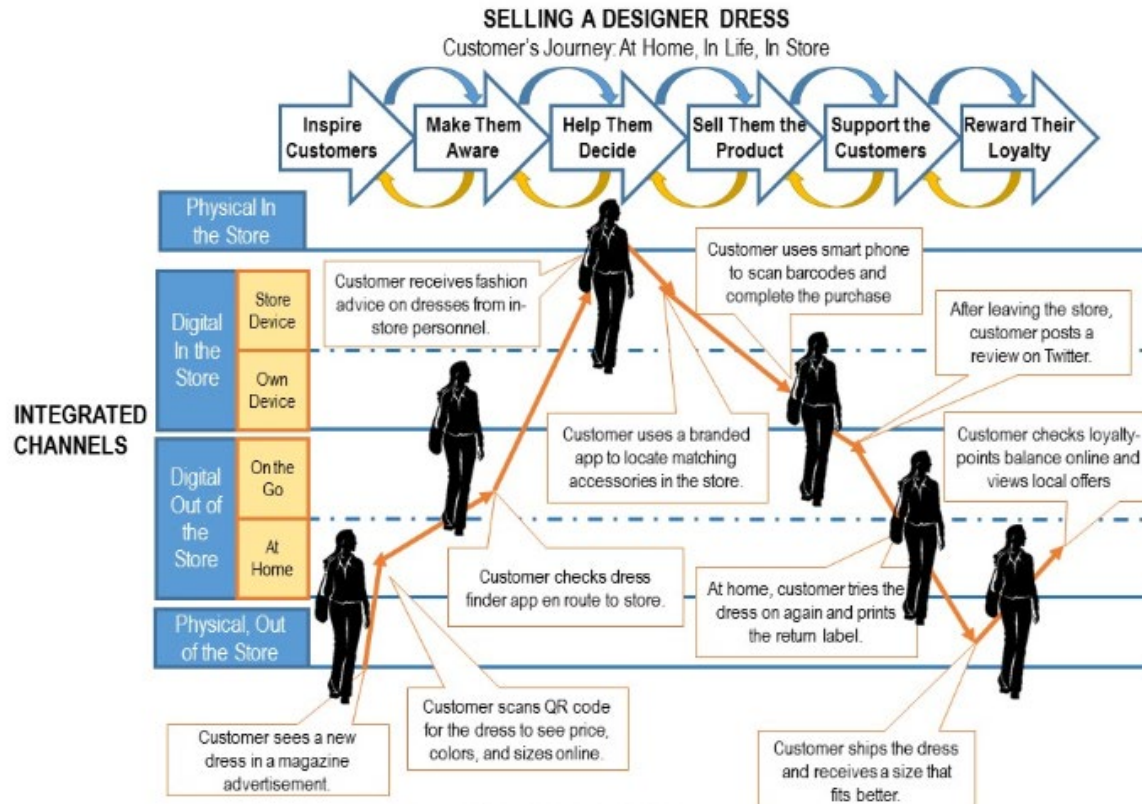 SELLING A DESIGNER DRESS
Customer's Journey: At Home, In Life, In Store
Inspire
Customers
Make Them
Aware
Help Them
Decide
Sell Them the
Product
Support the
Customers
Reward Their
Loyalty
Physical In
the Store
Customer receives fashion
advice on dresses from in-
store personnel.
Customer uses smart phone
to scan barcodes and
complete the purchase
Digital
In the
Store
Store
Device
Own
Device
After leaving the store,
customer posts
a review on Twitter.
INTEGRATED
CHANNELS
Customer uses a branded
app to locate matching
accessories in the store.
Customer checks loyalty-
points balance online and
views local offers
Digital
Out of
the
Store
On the
Go
At
Home
Customer checks dress
finder app en route to store.
At home, customer tries the
dress on again and prints
the return label.
Physical, Out
of the Store
Customer sees a new
dress in a magazine
advertisement.
Customer scans QR code
for the dress to see price,
colors, and sizes online.
Customer ships the dress
and receives a size that
fits better.